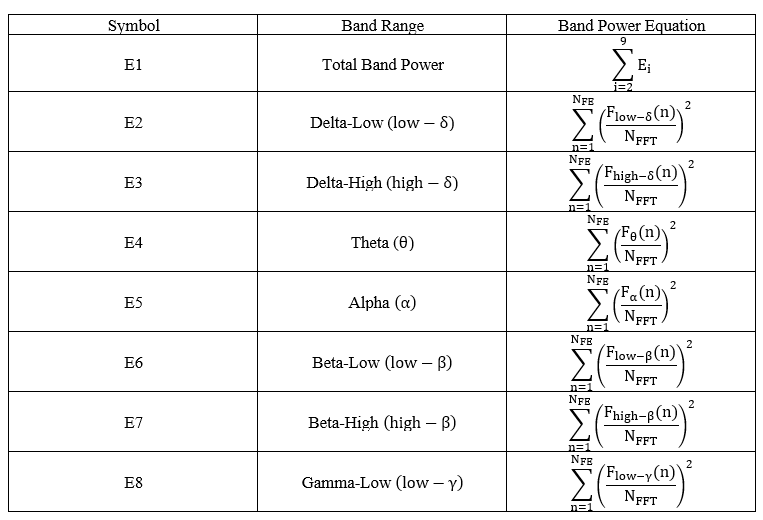 Symbol Band Range Band Power Equation
E1 Total Band Power ∑_{i=2}^{9} E_i
E2 Delta-Low (low − δ) ∑_{n=1}^{N_FE} (F_{low−δ}(n)/N_FFT)^2
E3 Delta-High (high − δ) ∑_{n=1}^{N_FE} (F_{high−δ}(n)/N_FFT)^2
E4 Theta (θ) ∑_{n=1}^{N_FE} (F_θ(n)/N_FFT)^2
E5 Alpha (α) ∑_{n=1}^{N_FE} (F_α(n)/N_FFT)^2
E6 Beta-Low (low − β) ∑_{n=1}^{N_FE} (F_{low−β}(n)/N_FFT)^2
E7 Beta-High (high − β) ∑_{n=1}^{N_FE} (F_{high−β}(n)/N_FFT)^2
E8 Gamma-Low (low − γ) ∑_{n=1}^{N_FE} (F_{low−γ}(n)/N_FFT)^2